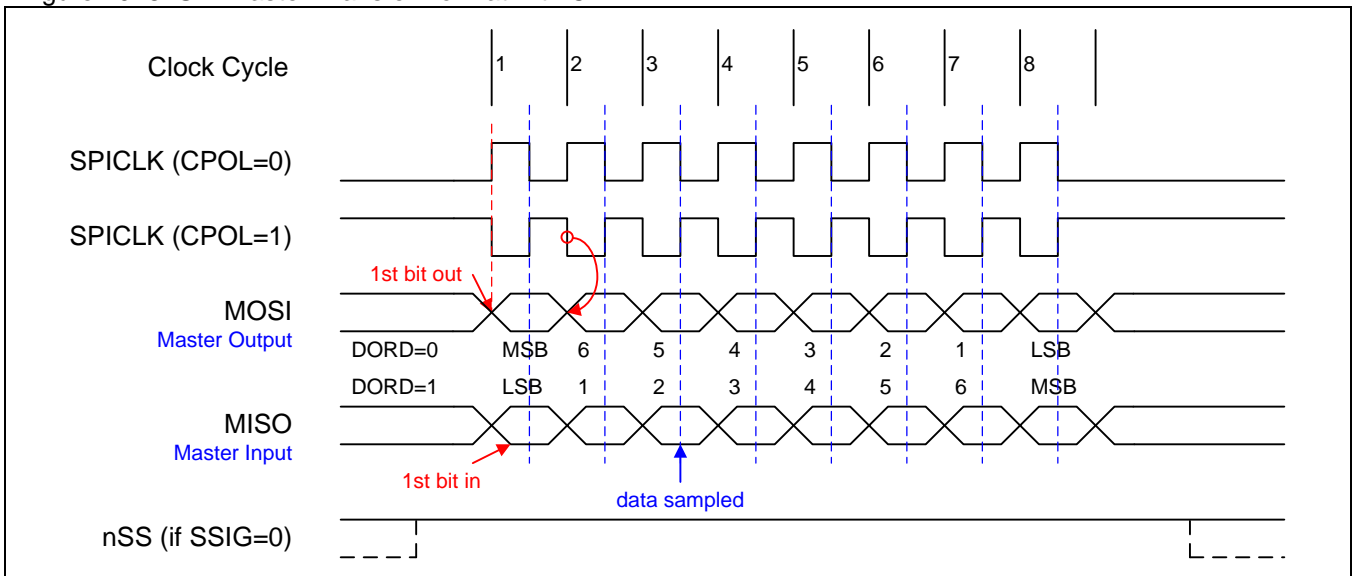 Clock Cycle 1 2 3 4 5 6 7 8
SPICLK (CPOL=0)
SPICLK (CPOL=1)
1st bit out
MOSI
Master Output
DORD=0 MSB 6 5 4 3 2 1 LSB
DORD=1 LSB 1 2 3 4 5 6 MSB
MISO
Master Input
1st bit in
data sampled
nSS (if SSIG=0)